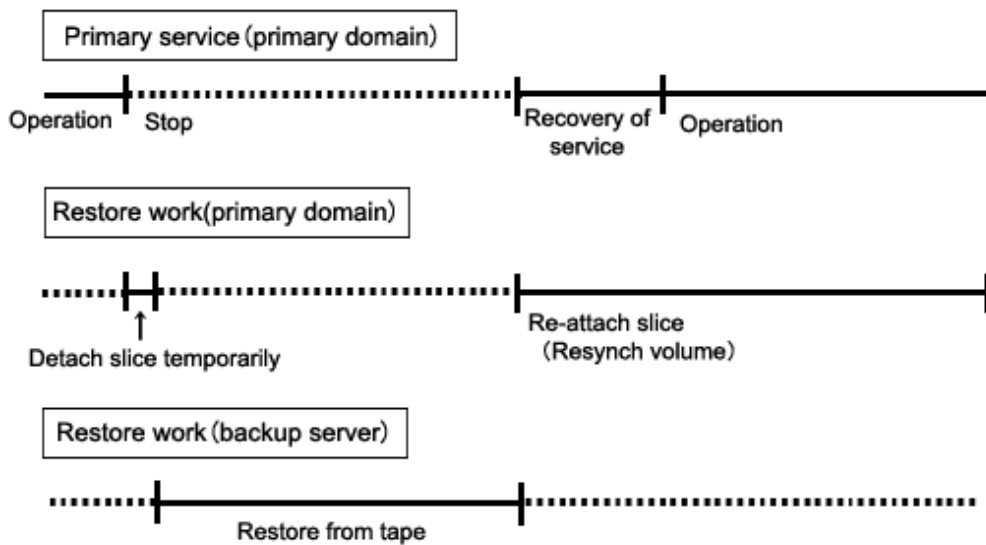 Primary service(primary domain)
Operation
Stop
Recovery of
service
Operation
Restore work(primary domain)
Detach slice temporarily
Re-attach slice
(Resynch volume)
Restore work(backup server)
Restore from tape